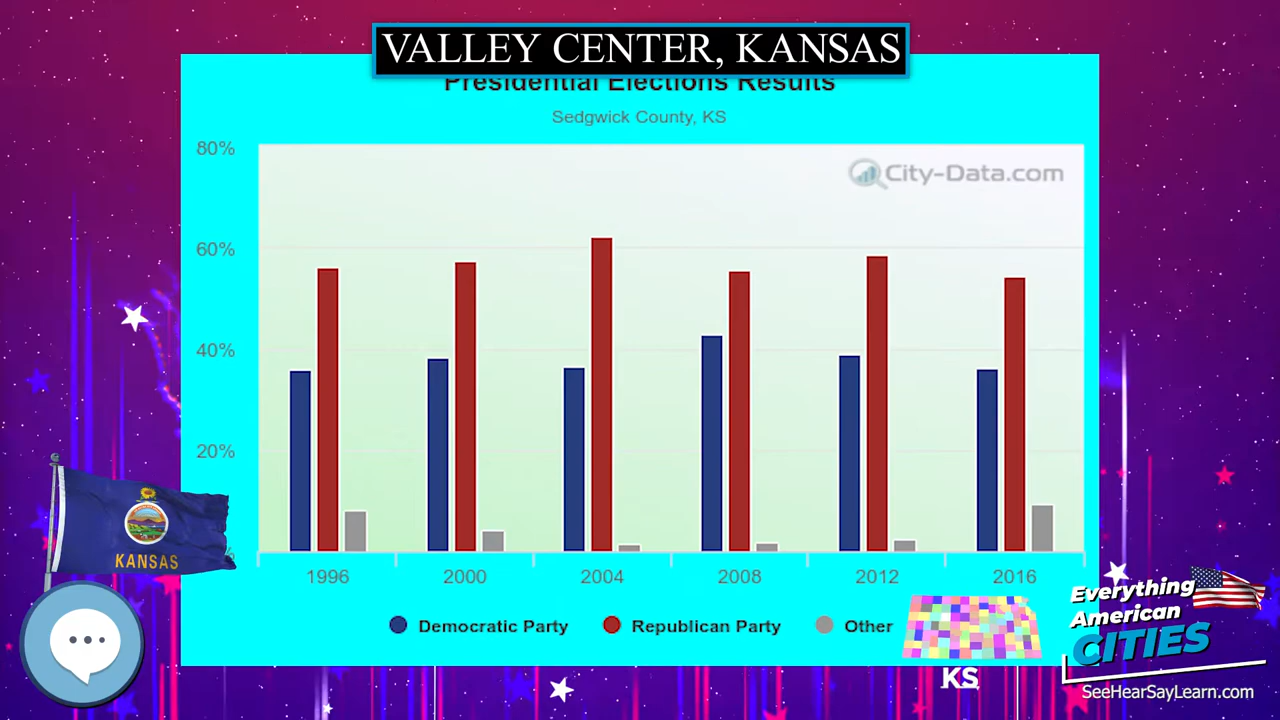 VALLEY CENTER, KANSAS
Presidential Elections Results
Sedgwick County, KS
City-Data.com
80%
60%
40%
20%
1996 2000 2004 2008 2012 2016
Democratic Party Republican Party Other
KANSAS
KS
Everything
American
CITIES
SeeHearSayLearn.com